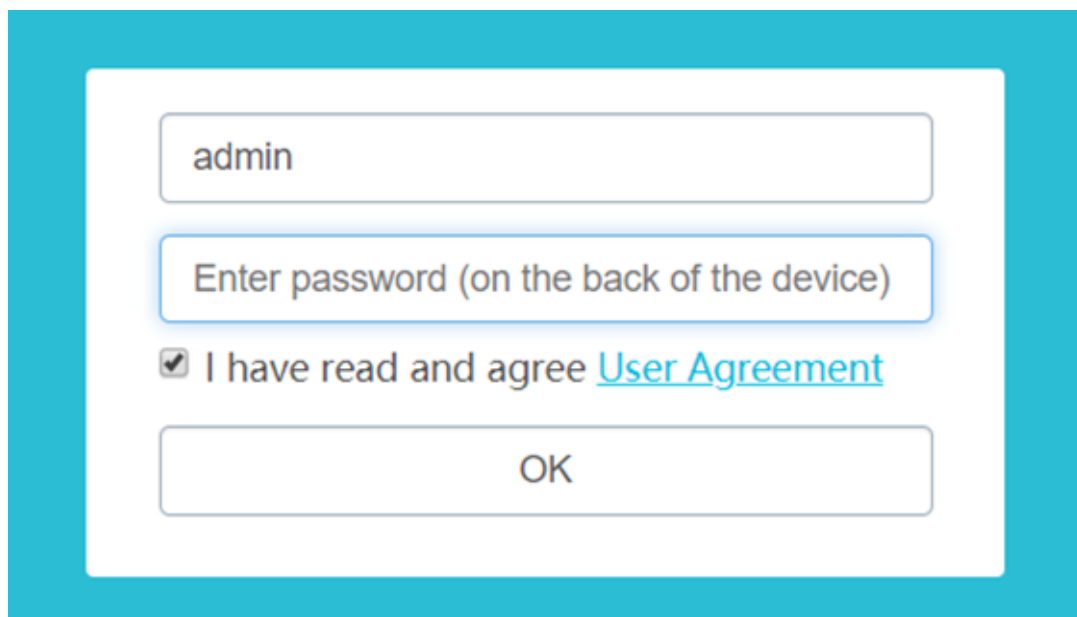 admin
Enter password (on the back of the device)
I have read and agree User Agreement
OK